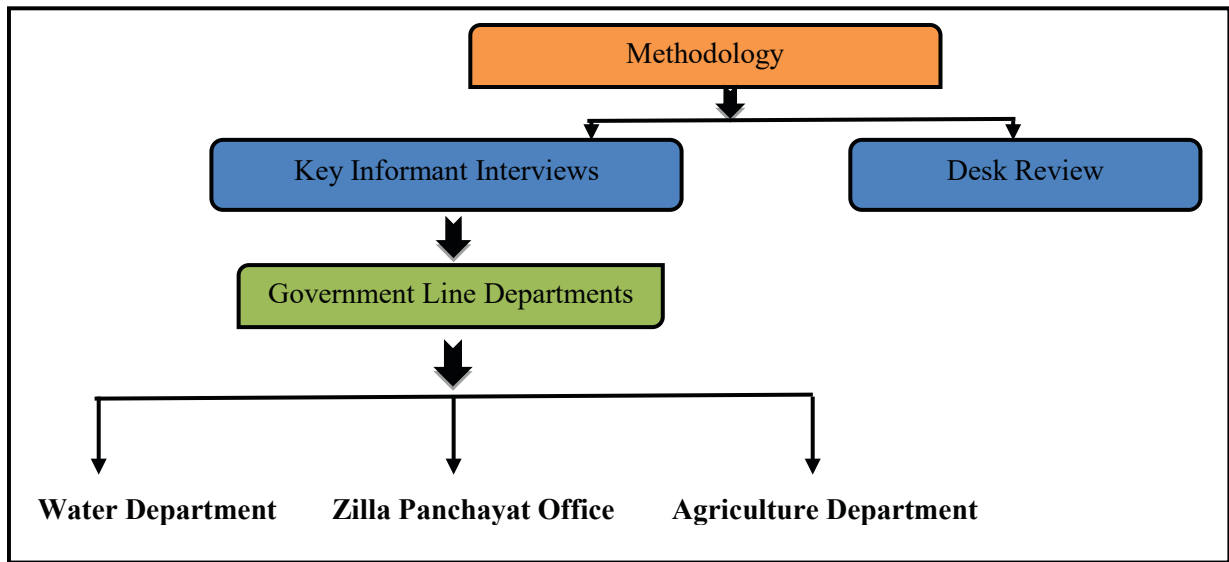 Methodology
Key Informant Interviews
Desk Review
Government Line Departments
Water Department
Zilla Panchayat Office
Agriculture Department